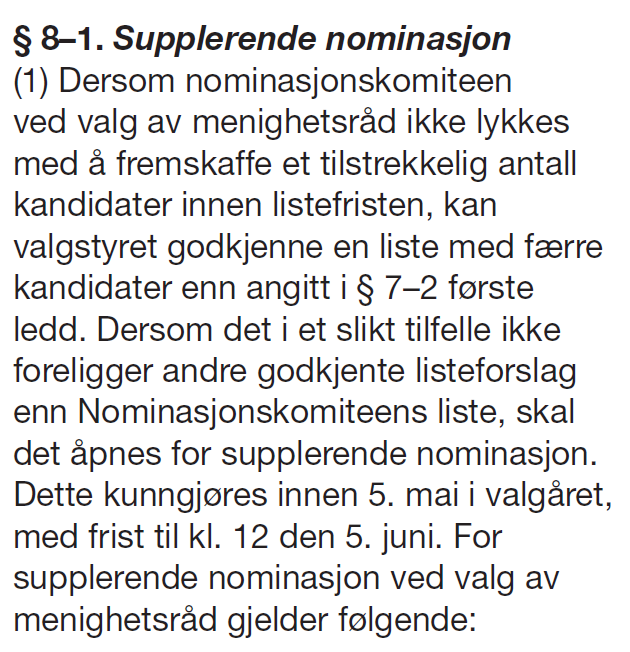 § 8–1. Supplerende nominasjon
(1) Dersom nominasjonskomiteen
ved valg av menighetsråd ikke lykkes
med å fremskaffe et tilstrekkelig antall
kandidater innen listefristen, kan
valgstyret godkjenne en liste med færre
kandidater enn angitt i § 7–2 første
ledd. Dersom det i et slikt tilfelle ikke
foreligger andre godkjente listeforslag
enn Nominasjonskomiteens liste, skal
det åpnes for supplerende nominasjon.
Dette kunngjøres innen 5. mai i valgåret,
med frist til kl. 12 den 5. juni. For
supplerende nominasjon ved valg av
menighetsråd gjelder følgende: